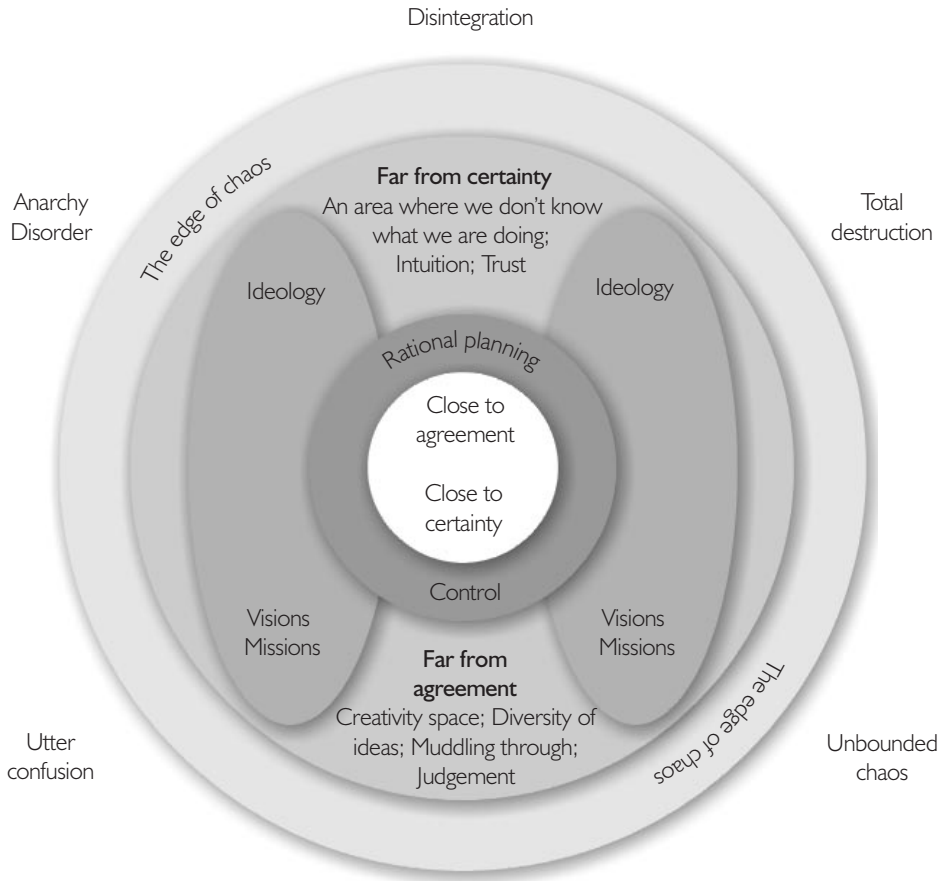 Disintegration
The edge of chaos
Far from certainty
An area where we don't know
what we are doing;
Intuition; Trust
Anarchy
Disorder
Total
destruction
Ideology
Ideology
Rational planning
Close to
agreement
Close to
certainty
Control
Visions
Missions
Visions
Missions
Far from
agreement
Creativity space; Diversity of
ideas; Muddling through;
Judgement
The edge of chaos
Utter
confusion
Unbounded
chaos